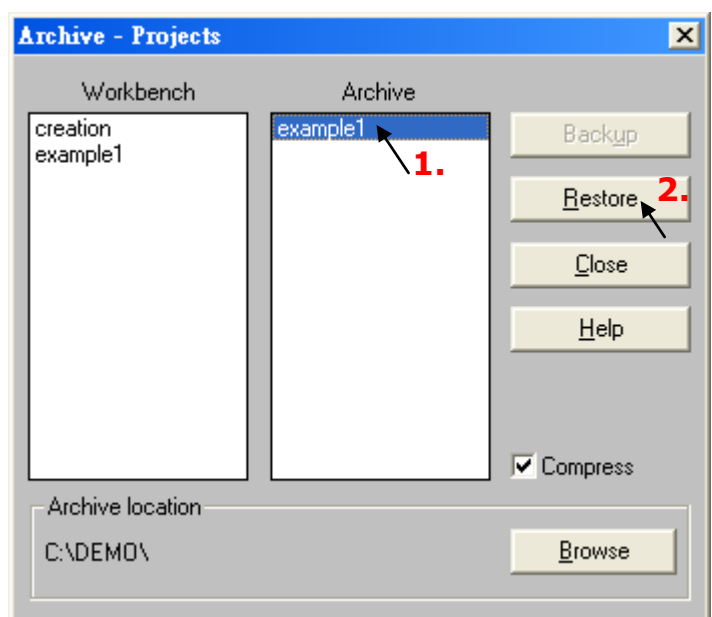 Archive - Projects
Workbench
Archive
creation
example1
example1
1.
Backup
Restore
2.
Close
Help
Compress
Archive location
C:\DEMO\
Browse